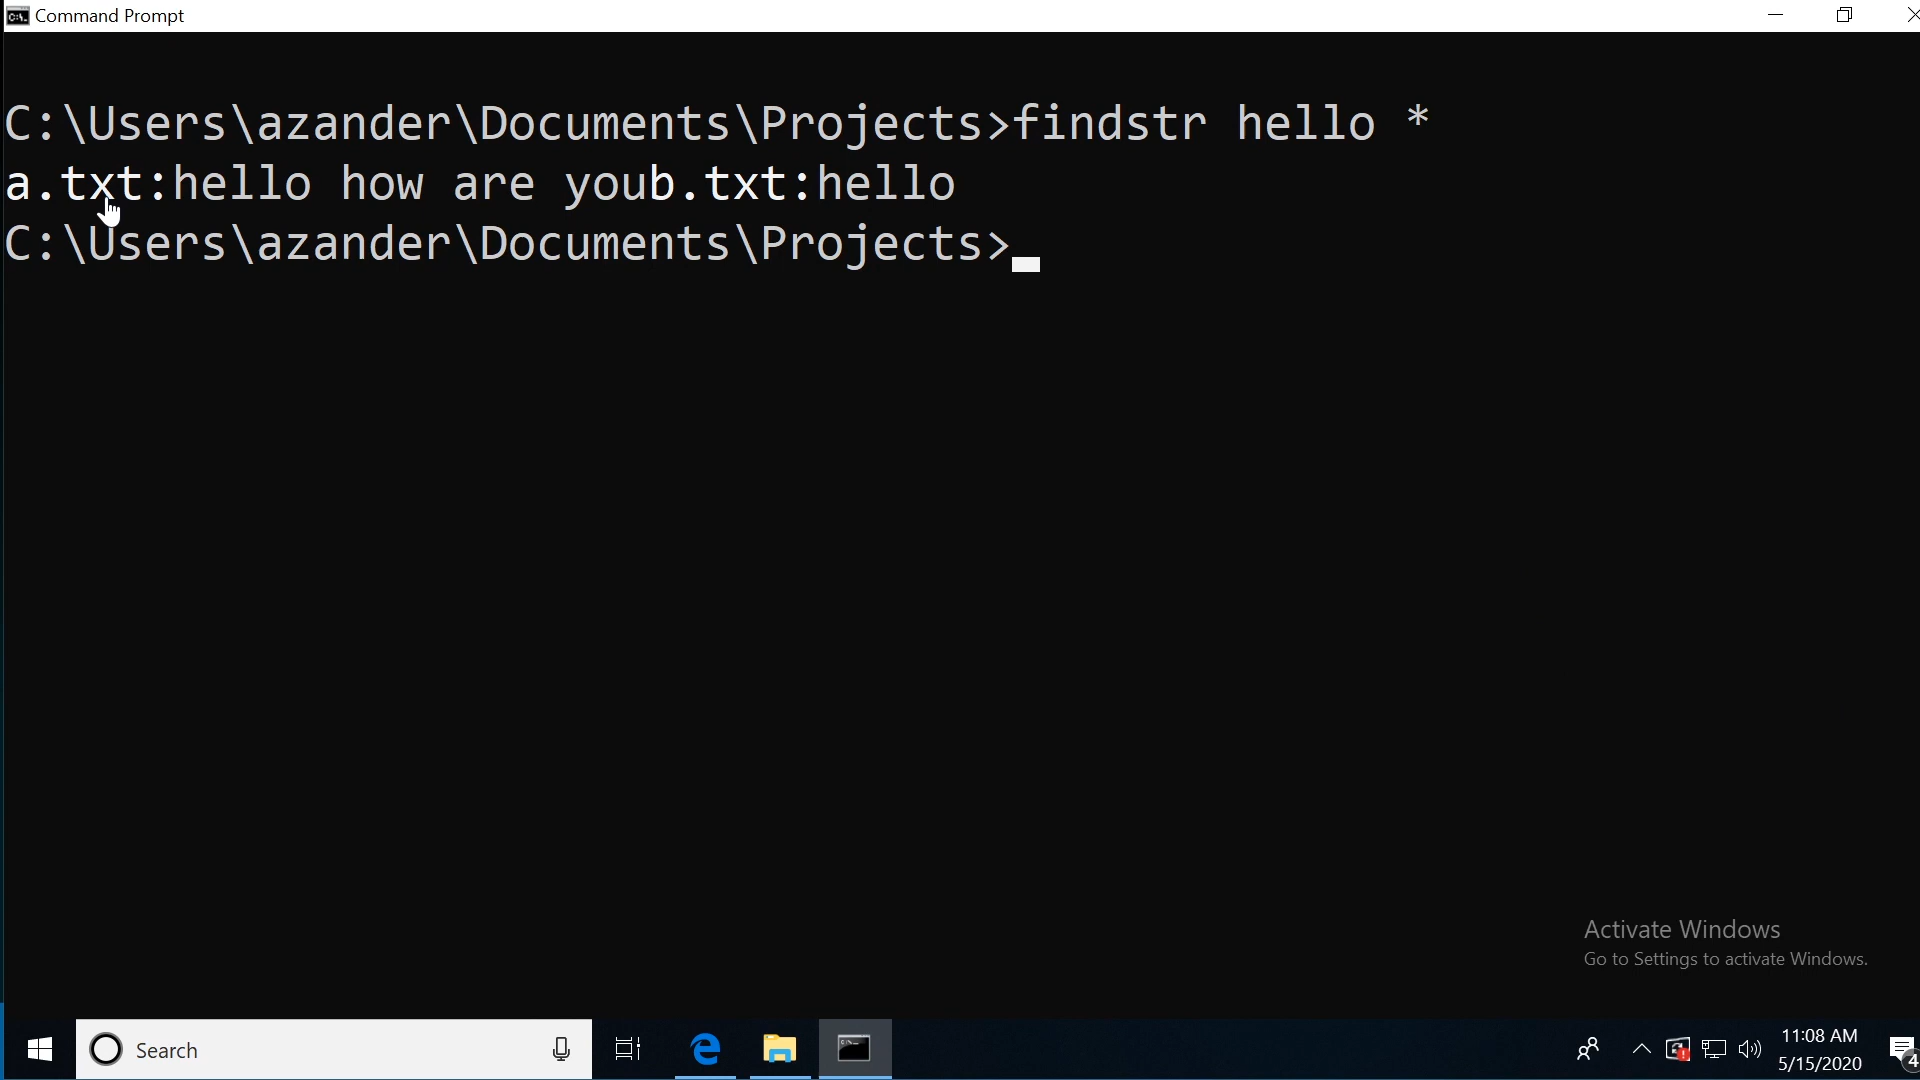 Command Prompt
C:\Users\azander\Documents\Projects>findstr hello *
a.txt:hello how are youb.txt:hello
C:\Users\azander\Documents\Projects>
Activate Windows
Go to Settings to activate Windows.
Search
11:08 AM
5/15/2020
4